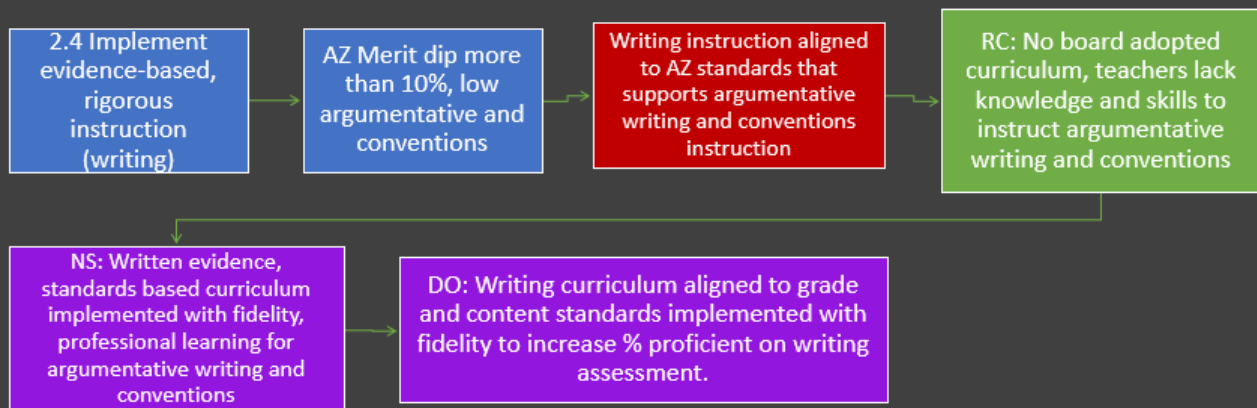 2.4 Implement
evidence-based,
rigorous
instruction
(writing)
AZ Merit dip more
than 10%, low
argumentative and
conventions
Writing instruction aligned
to AZ standards that
supports argumentative
writing and conventions
instruction
RC: No board adopted
curriculum, teachers lack
knowledge and skills to
instruct argumentative
writing and conventions
NS: Written evidence,
standards based curriculum
implemented with fidelity,
professional learning for
argumentative writing and
conventions
DO: Writing curriculum aligned to grade
and content standards implemented with
fidelity to increase % proficient on writing
assessment.